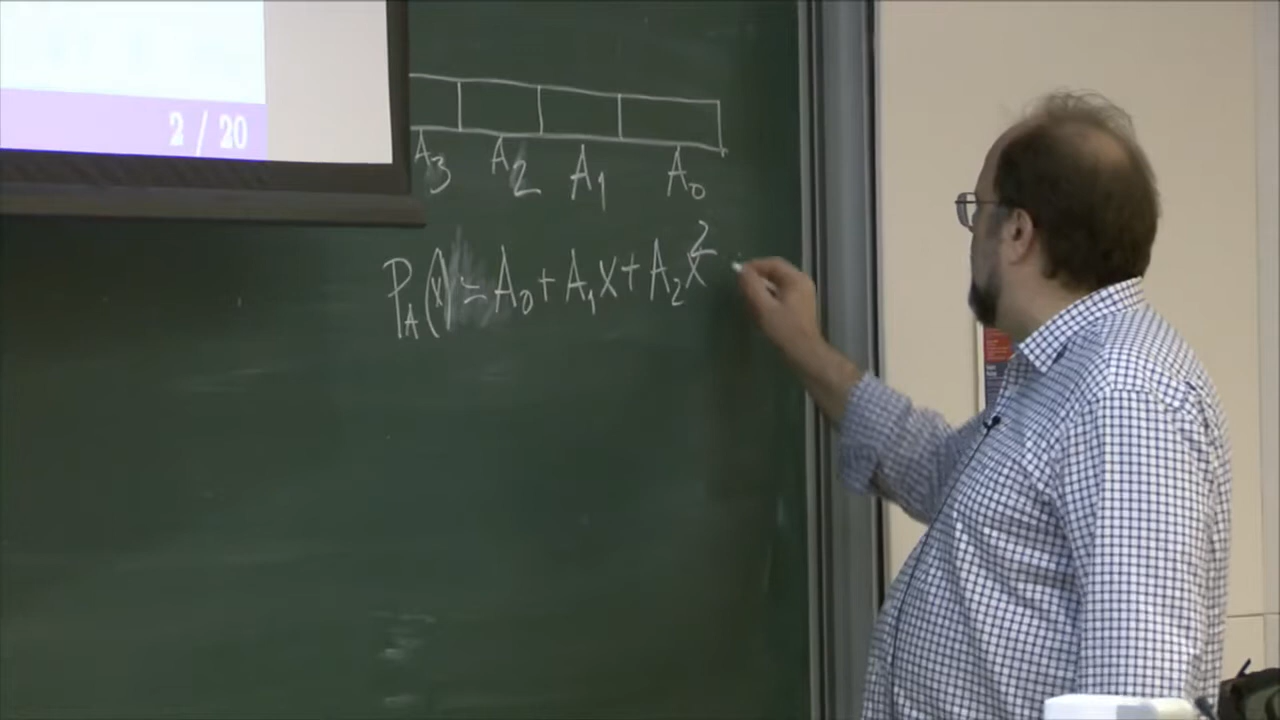 2 / 20
A3 A2 A1 A0
PA(x) = A0 + A1x + A2x²